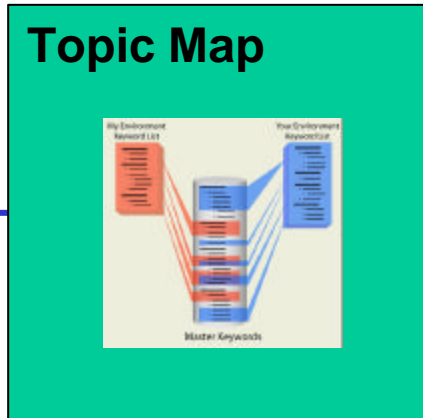 Topic Map
My Environment
Keyword List
Your Environment
Keyword List
Master Keywords